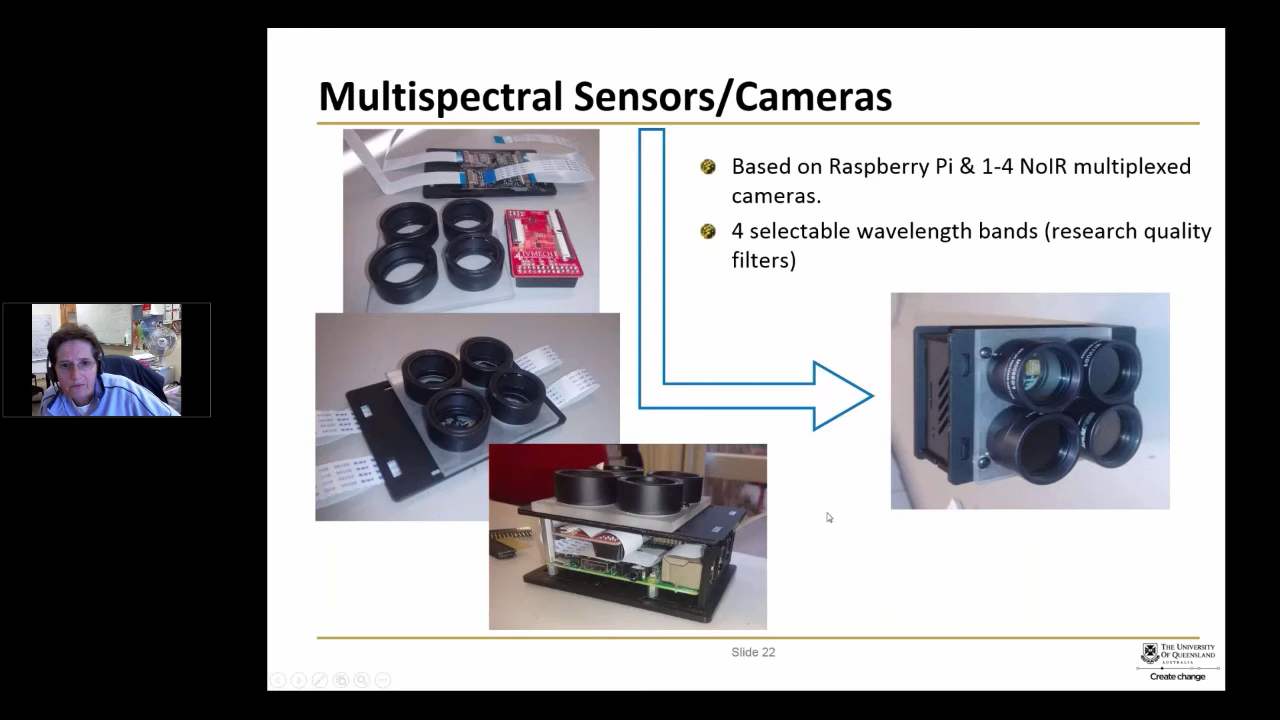 Multispectral Sensors/Cameras
Based on Raspberry Pi & 1-4 NoIR multiplexed
cameras.
4 selectable wavelength bands (research quality
filters)
IVMECH
Slide 22
THE UNIVERSITY
OF QUEENSLAND
AUSTRALIA
Create change